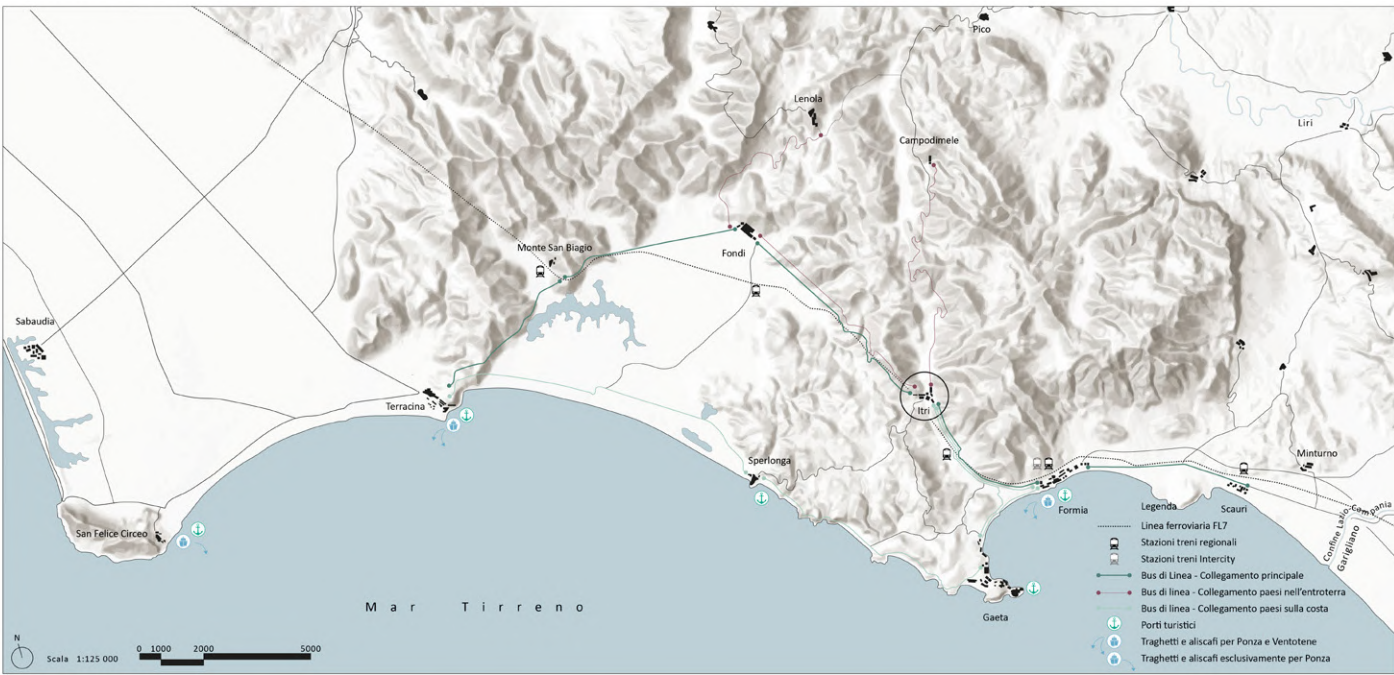 Pico
Lenola
Liri
Campodimele
Monte San Biagio
Fondi
Sabaudia
Terracina
Itri
Sperlonga
Minturno
San Felice Circeo
Formia
Scauri
Gaeta
Mar Tirreno
Confine Lazio-Campania
Garigliano
Legenda
Linea ferroviaria FL7
Stazioni treni regionali
Stazioni treni Intercity
Bus di Linea - Collegamento principale
Bus di linea - Collegamento paesi nell'entroterra
Bus di linea - Collegamento paesi sulla costa
Porti turistici
Traghetti e aliscafi per Ponza e Ventotene
Traghetti e aliscafi esclusivamente per Ponza
N
Scala 1:125 000
0 1000 2000 5000